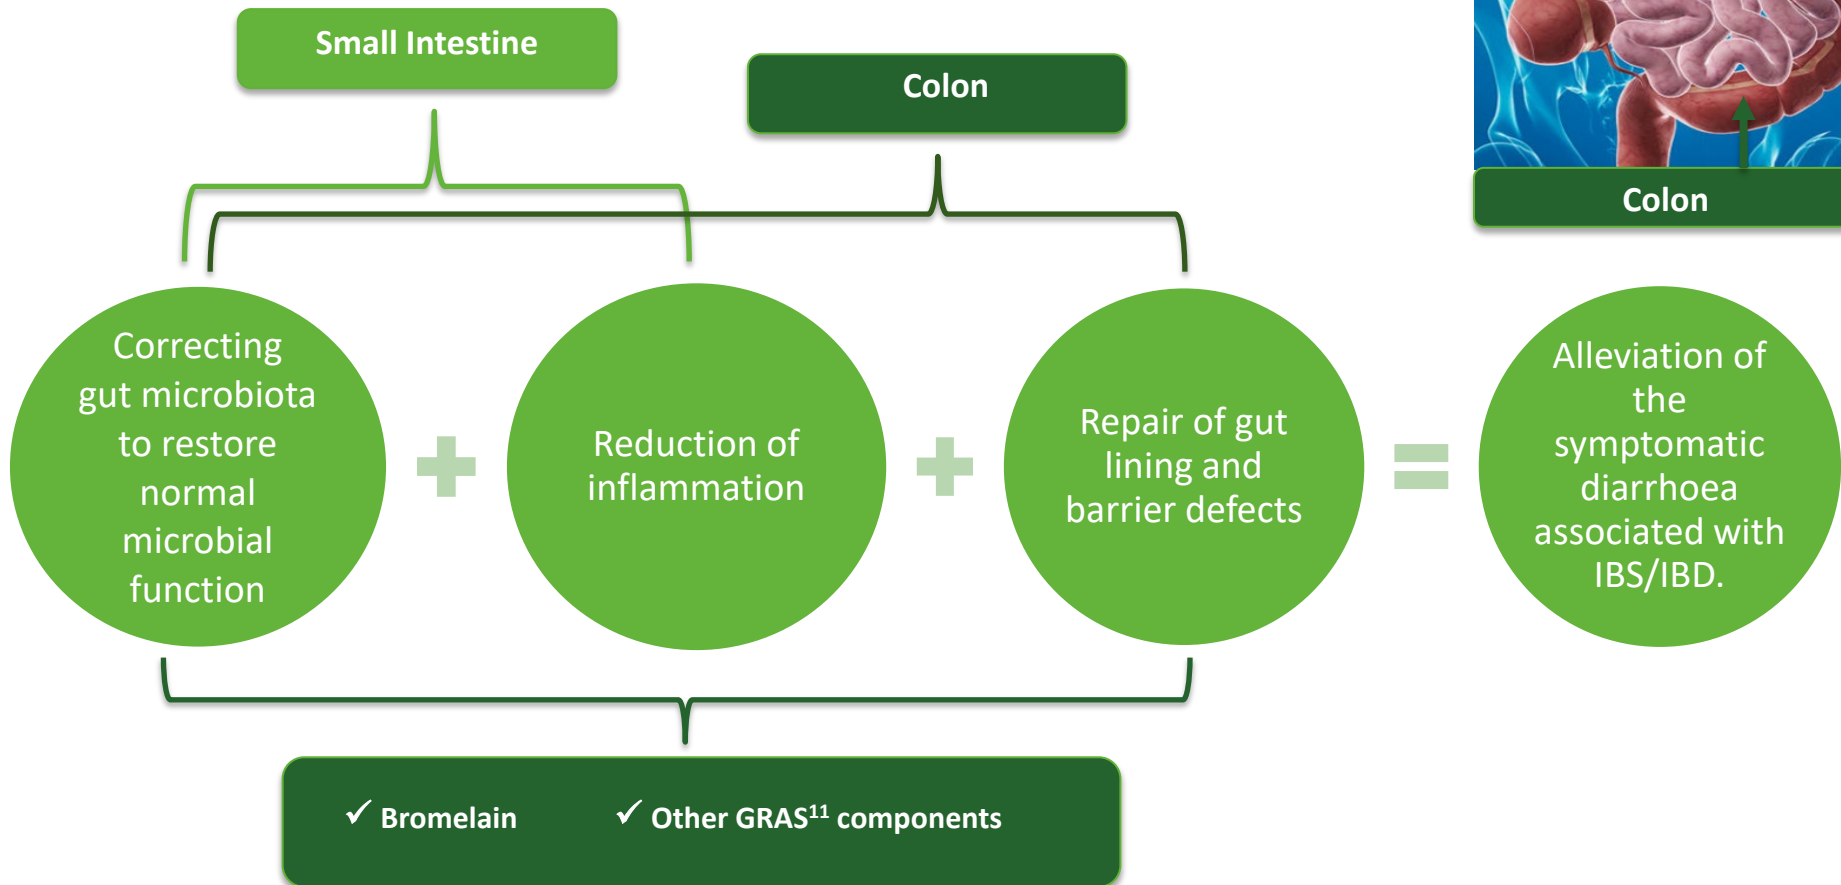 Small Intestine
Colon
Colon
Correcting
gut microbiota
to restore
normal
microbial
function
Reduction of
inflammation
Repair of gut
lining and
barrier defects
Alleviation of
the
symptomatic
diarrhoea
associated with
IBS/IBD.
✓ Bromelain ✓ Other GRAS¹¹ components